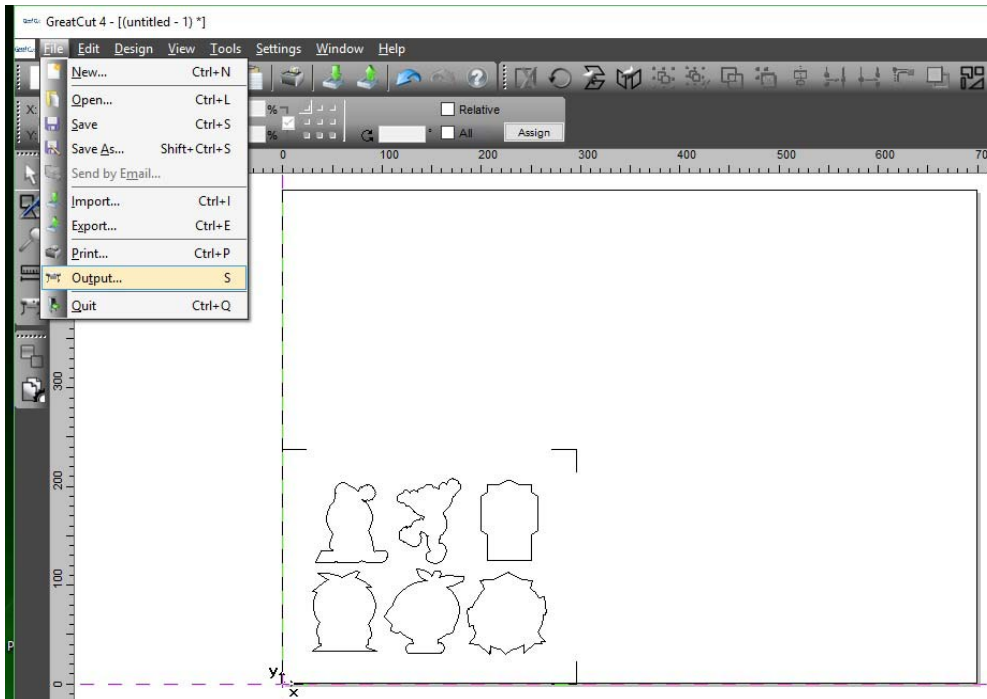 GreatCut 4 - [(untitled - 1) *]
File Edit Design View Tools Settings Window Help
New... Ctrl+N
Open... Ctrl+L
Save Ctrl+S
Save As... Shift+Ctrl+S
Send by Email...
Import... Ctrl+I
Export... Ctrl+E
Print... Ctrl+P
Output... S
Quit Ctrl+Q
X: % Relative
Y: % ° All Assign
0 100 200 300 400 500 600 70
300
200
100
0
Y
X
P